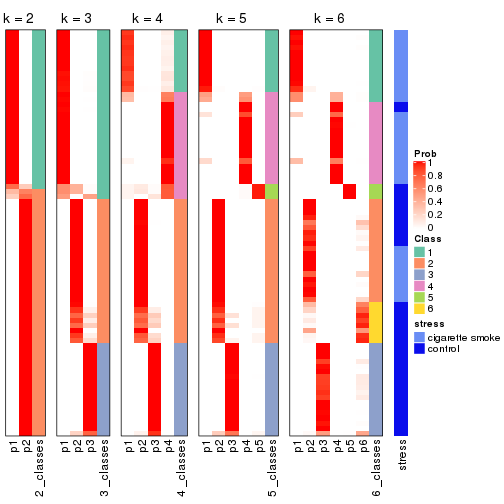 k = 2
k = 3
k = 4
k = 5
k = 6
p1
p2
2_classes
p1
p2
p3
3_classes
p1
p2
p3
p4
4_classes
p1
p2
p3
p4
p5
5_classes
p1
p2
p3
p4
p5
p6
6_classes
stress
Prob
1
0.8
0.6
0.4
0.2
0
Class
1
2
3
4
5
6
stress
cigarette smoke
control